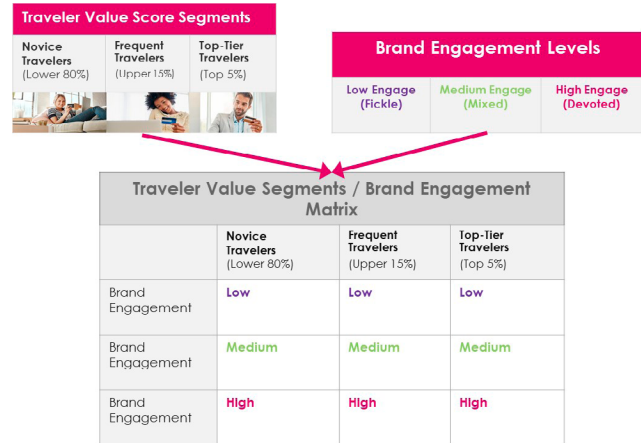 Traveler Value Score Segments
Novice
Travelers
(Lower 80%)
Frequent
Travelers
(Upper 15%)
Top-Tier
Travelers
(Top 5%)
Brand Engagement Levels
Low Engage
(Fickle)
Medium Engage
(Mixed)
High Engage
(Devoted)
Traveler Value Segments / Brand Engagement
Matrix
Novice
Travelers
(Lower 80%)
Frequent
Travelers
(Upper 15%)
Top-Tier
Travelers
(Top 5%)
Brand
Engagement
Low
Low
Low
Brand
Engagement
Medium
Medium
Medium
Brand
Engagement
High
High
High